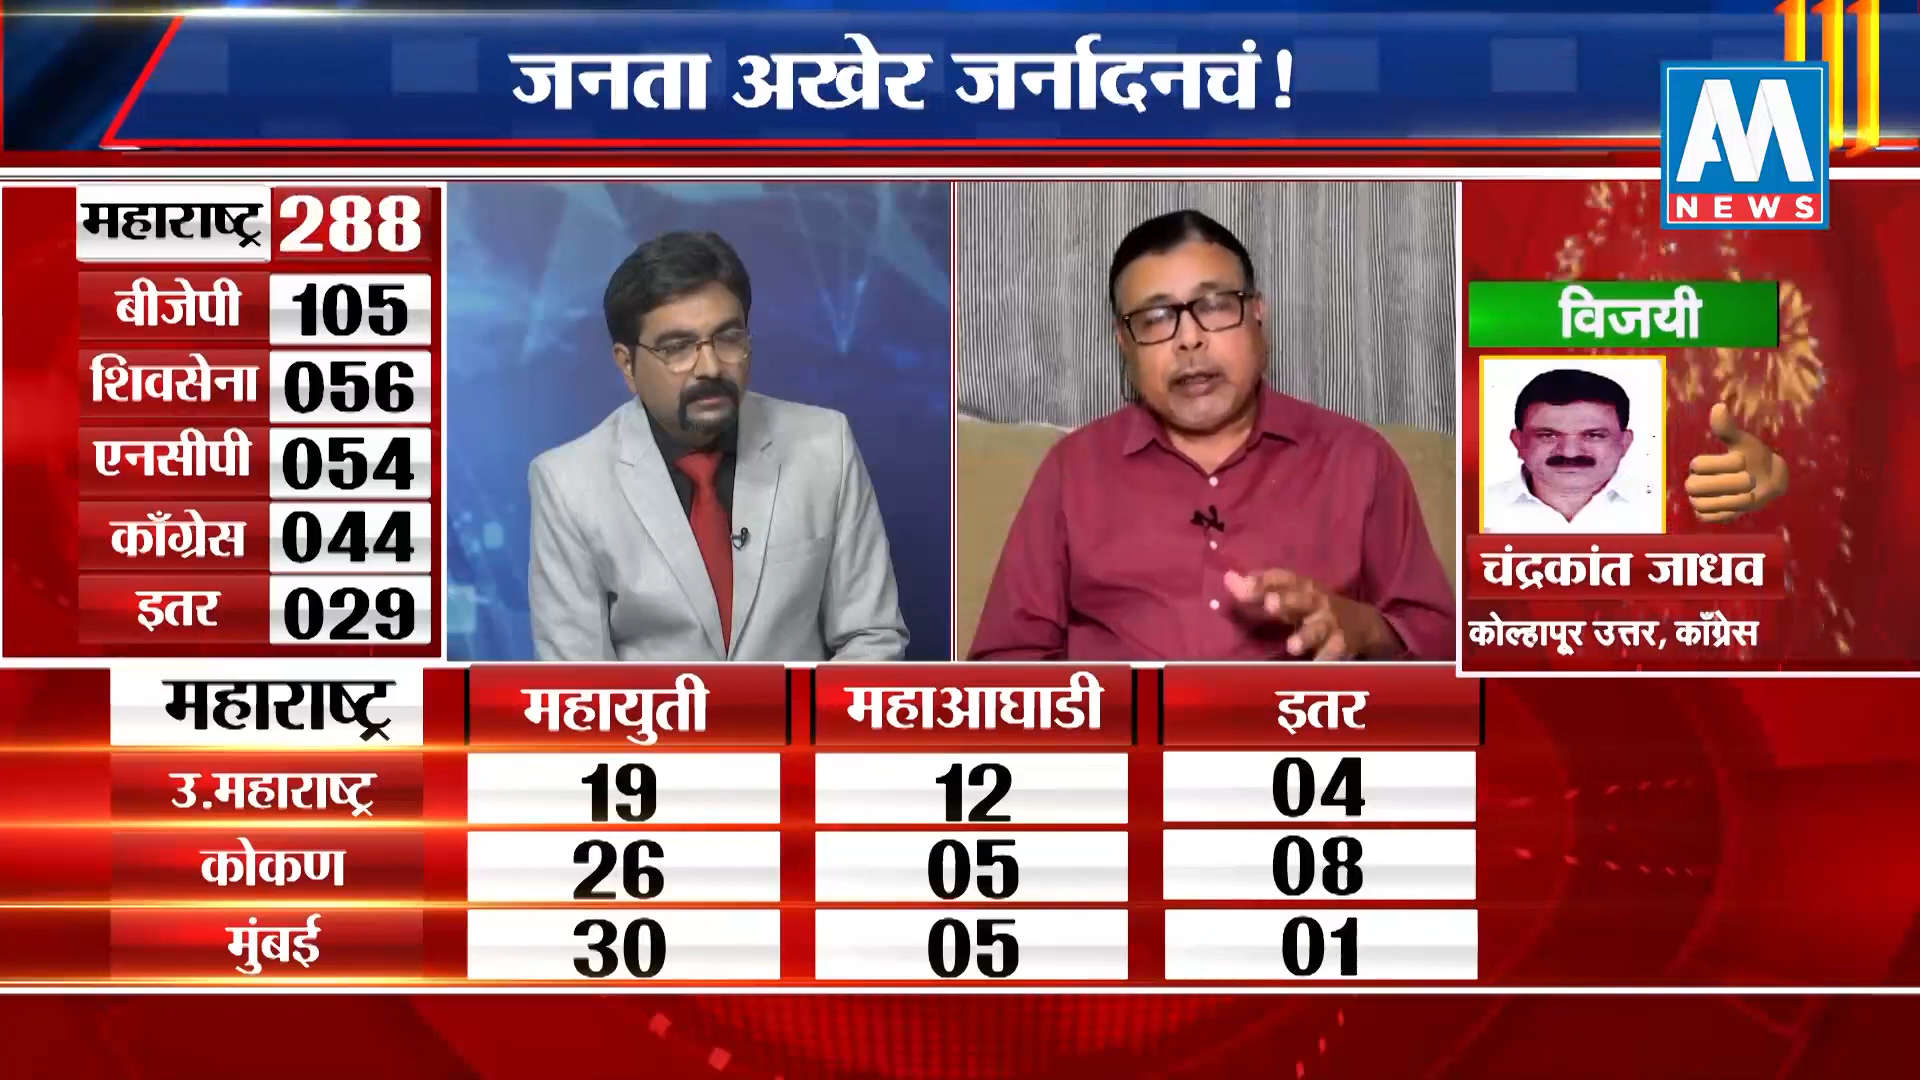 जनता अखेर जर्नादनचं!
AM
NEWS
महाराष्ट्र 288
बीजेपी 105
शिवसेना 056
एनसीपी 054
काँग्रेस 044
इतर 029
विजयी
चंद्रकांत जाधव
कोल्हापूर उत्तर, काँग्रेस
महाराष्ट्र महायुती महाआघाडी इतर
उ.महाराष्ट्र 19 12 04
कोकण 26 05 08
मुंबई 30 05 01